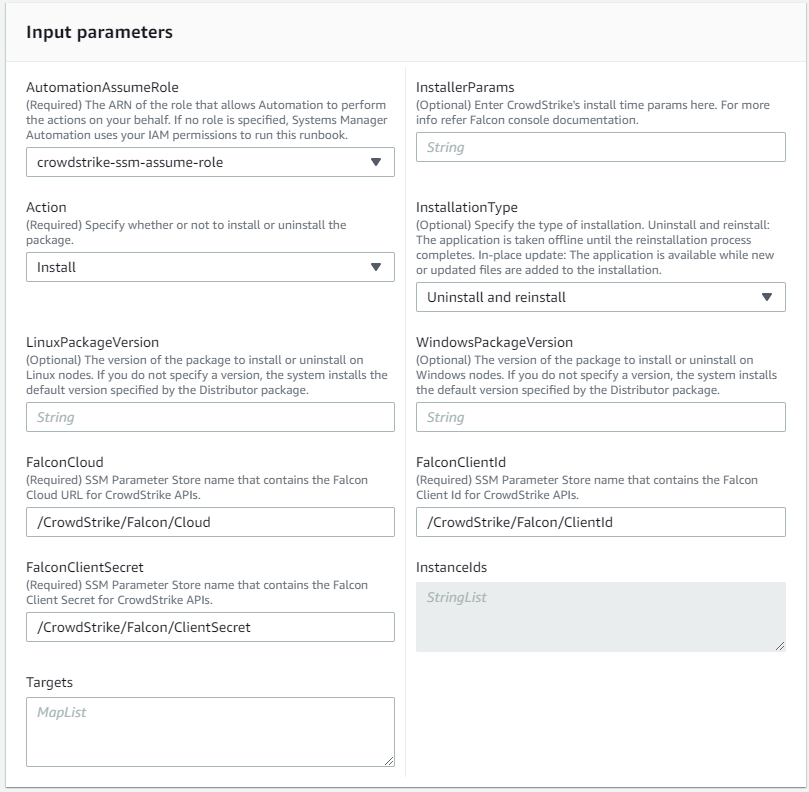 Input parameters
AutomationAssumeRole
(Required) The ARN of the role that allows Automation to perform
the actions on your behalf. If no role is specified, Systems Manager
Automation uses your IAM permissions to run this runbook.
crowdstrike-ssm-assume-role
InstallerParams
(Optional) Enter CrowdStrike's install time params here. For more
info refer Falcon console documentation.
String
Action
(Required) Specify whether or not to install or uninstall the
package.
Install
InstallationType
(Optional) Specify the type of installation. Uninstall and reinstall:
The application is taken offline until the reinstallation process
completes. In-place update: The application is available while new
or updated files are added to the installation.
Uninstall and reinstall
LinuxPackageVersion
(Optional) The version of the package to install or uninstall on
Linux nodes. If you do not specify a version, the system installs the
default version specified by the Distributor package.
String
WindowsPackageVersion
(Optional) The version of the package to install or uninstall on
Windows nodes. If you do not specify a version, the system installs
the default version specified by the Distributor package.
String
FalconCloud
(Required) SSM Parameter Store name that contains the Falcon
Cloud URL for CrowdStrike APIs.
/CrowdStrike/Falcon/Cloud
FalconClientId
(Required) SSM Parameter Store name that contains the Falcon
Client Id for CrowdStrike APIs.
/CrowdStrike/Falcon/ClientId
FalconClientSecret
(Required) SSM Parameter Store name that contains the Falcon
Client Secret for CrowdStrike APIs.
/CrowdStrike/Falcon/ClientSecret
InstanceIds
StringList
Targets
MapList